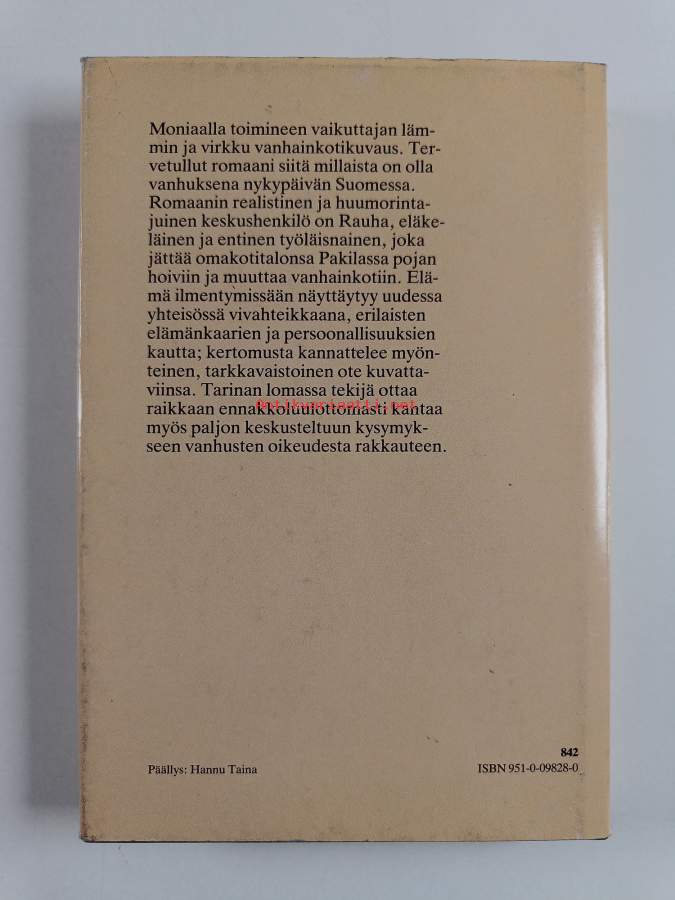 Moniaalla toimineen vaikuttajan läm-
min ja virkku vanhainkotikuvaus. Ter-
vetullut romaani siitä millaista on olla
vanhuksena nykypäivän Suomessa.
Romaanin realistinen ja huumorinta-
juinen keskushenkilö on Rauha, eläke-
läinen ja entinen työläisnainen, joka
jättää omakotitalonsa Pakilassa pojan
hoiviin ja muuttaa vanhainkotiin. Elä-
mä ilmentymissään näyttäytyy uudessa
yhteisössä vivahteikkaana, erilaisten
elämänkaarien ja persoonallisuuksien
kautta; kertomusta kannattelee myön-
teinen, tarkkavaistoinen ote kuvatta-
viinsa. Tarinan lomassa tekijä ottaa
Antikvariaatti.net
raikkaan ennakkoluulottomasti kantaa
myös paljon keskusteltuun kysymyk-
seen vanhusten oikeudesta rakkauteen.
842
Päällys: Hannu Taina
ISBN 951-0-09828-0